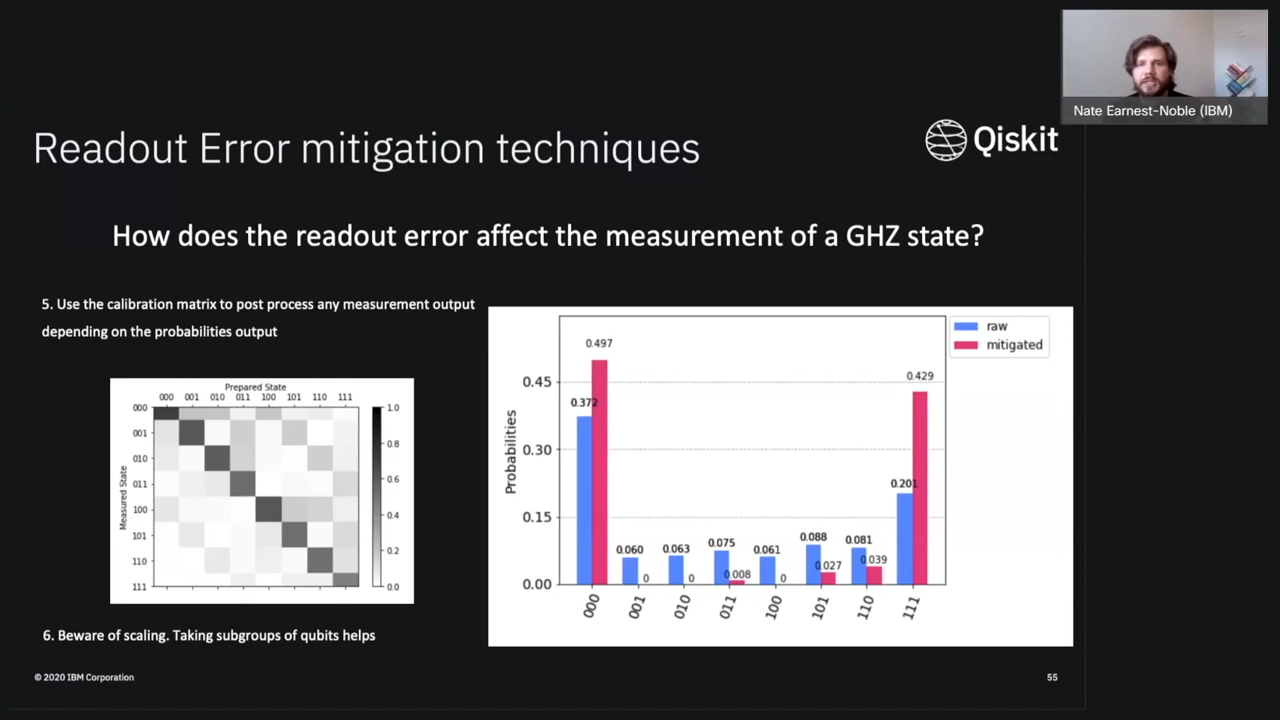 Nate Earnest-Noble (IBM)
Readout Error mitigation techniques
Qiskit
How does the readout error affect the measurement of a GHZ state?
5. Use the calibration matrix to post process any measurement output
depending on the probabilities output
Prepared State
000 001 010 011 100 101 110 111
Measured State
000
001
010
011
100
101
110
111
1.0
0.8
0.6
0.4
0.2
0.0
raw
mitigated
Probabilities
0.45
0.30
0.15
0.00
0.372 0.497
0.060 0
0.063 0
0.075 0.008
0.061 0
0.088 0.027
0.081 0.039
0.201 0.429
000 001 010 011 100 101 110 111
6. Beware of scaling. Taking subgroups of qubits helps
© 2020 IBM Corporation
55